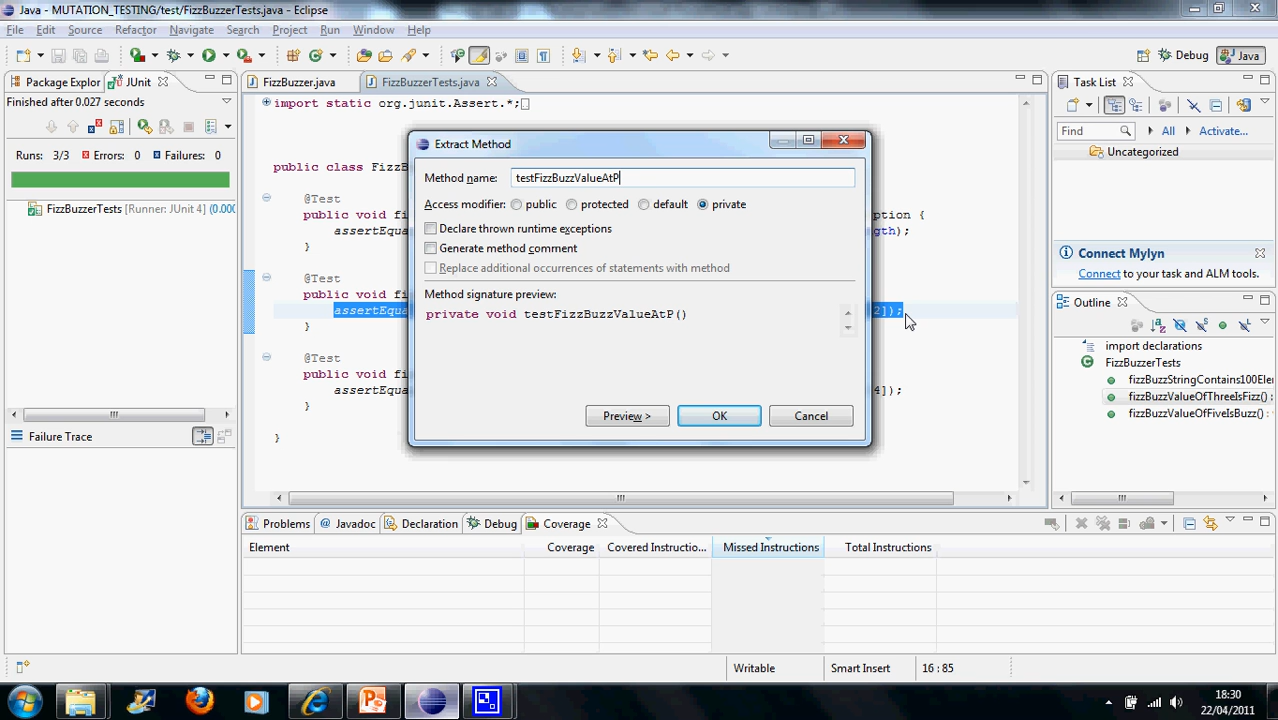 Java - MUTATION_TESTING/test/FizzBuzzerTests.java - Eclipse
File Edit Source Refactor Navigate Search Project Run Window Help
Debug Java
Package Explor JUnit
Finished after 0.027 seconds
Runs: 3/3 Errors: 0 Failures: 0
FizzBuzzerTests [Runner: JUnit 4] (0.000
Failure Trace
FizzBuzzer.java FizzBuzzerTests.java
import static org.junit.Assert.*;
public class FizzB
@Test
public void fi ption {
assertEqua gth);
}
@Test
public void fi
assertEqua 2]);
}
@Test
public void fi
assertEqua 4]);
}
}
Extract Method
Method name: testFizzBuzzValueAtP
Access modifier: public protected default private
Declare thrown runtime exceptions
Generate method comment
Replace additional occurrences of statements with method
Method signature preview:
private void testFizzBuzzValueAtP()
Preview > OK Cancel
Task List
Find All Activate...
Uncategorized
Connect Mylyn
Connect to your task and ALM tools.
Outline
import declarations
FizzBuzzerTests
fizzBuzzStringContains100Ele
fizzBuzzValueOfThreeIsFizz() :
fizzBuzzValueOfFiveIsBuzz() :
Problems Javadoc Declaration Debug Coverage
Element Coverage Covered Instructio... Missed Instructions Total Instructions
Writable Smart Insert 16 : 85
18:30
22/04/2011